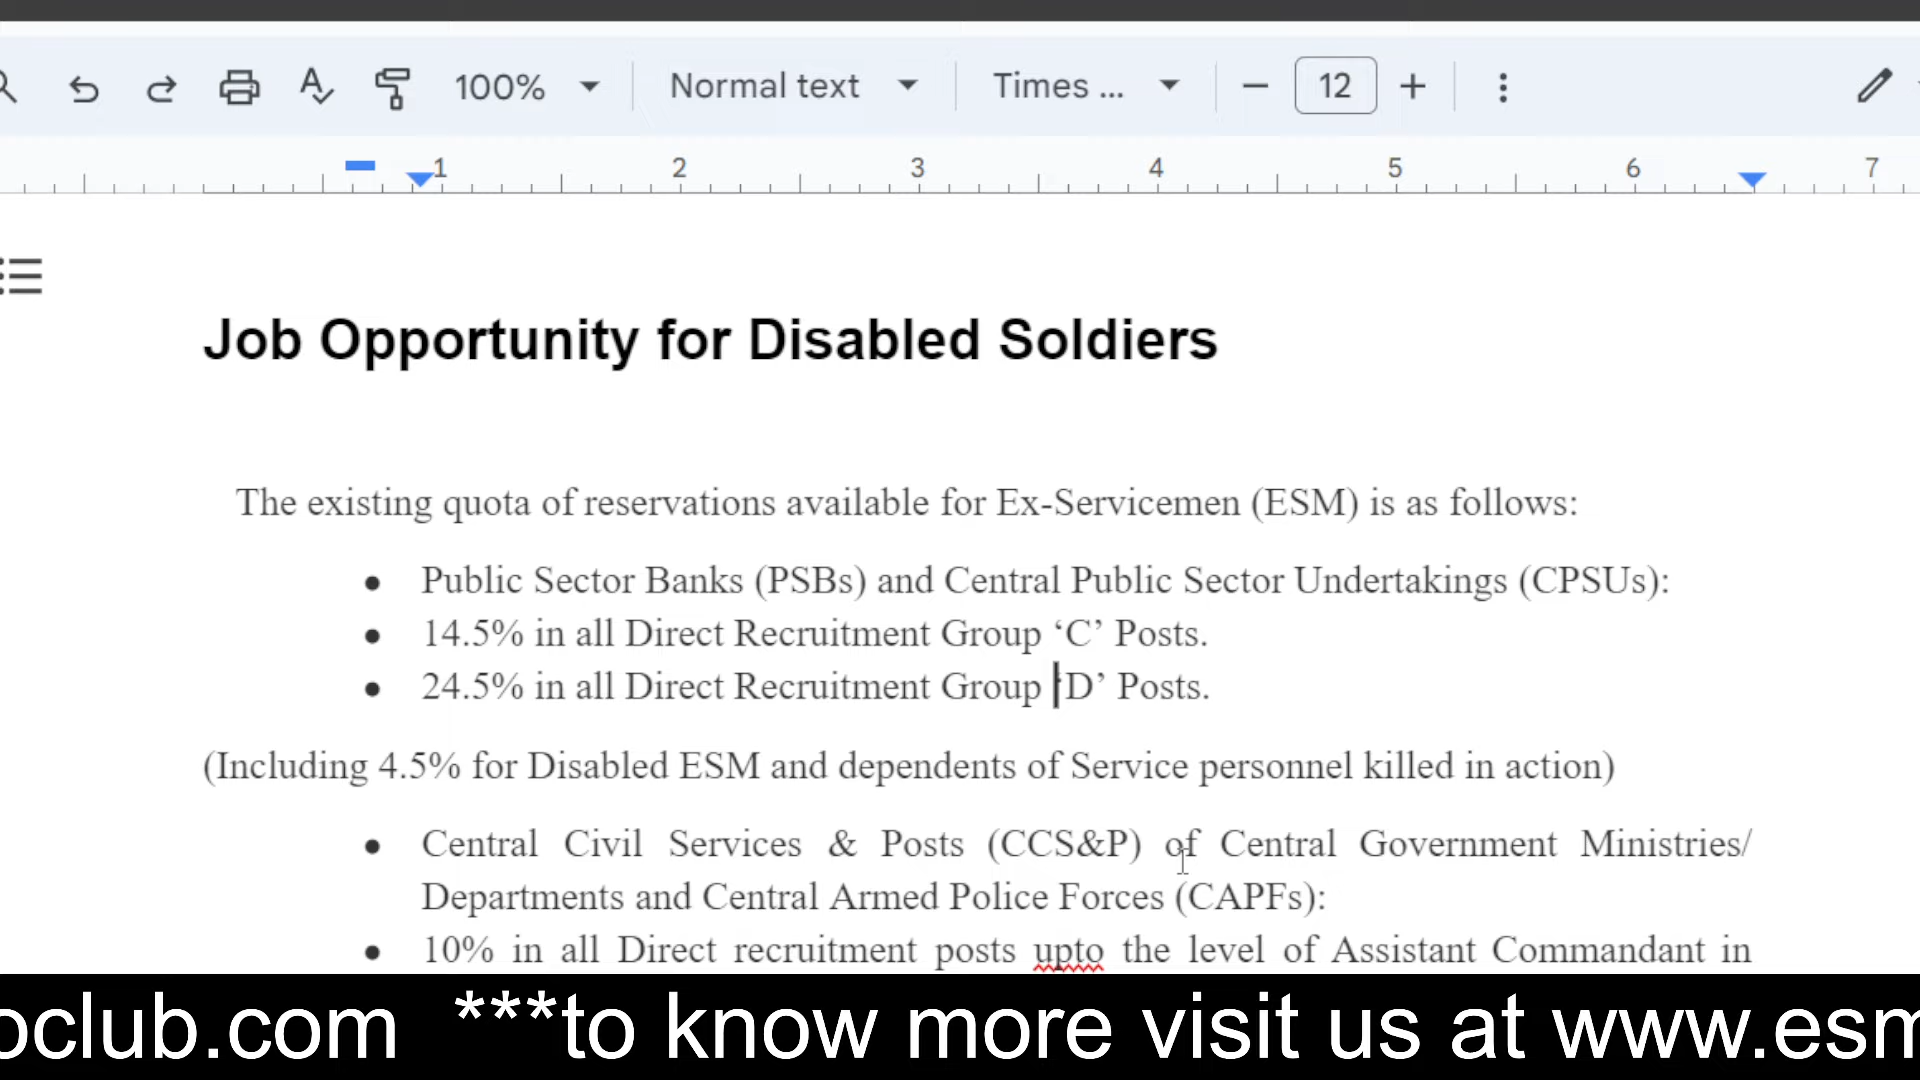 100% Normal text Times ... — 12 +
1 2 3 4 5 6 7
Job Opportunity for Disabled Soldiers
The existing quota of reservations available for Ex-Servicemen (ESM) is as follows:
● Public Sector Banks (PSBs) and Central Public Sector Undertakings (CPSUs):
● 14.5% in all Direct Recruitment Group ‘C’ Posts.
● 24.5% in all Direct Recruitment Group ‘D’ Posts.
(Including 4.5% for Disabled ESM and dependents of Service personnel killed in action)
● Central Civil Services & Posts (CCS&P) of Central Government Ministries/
Departments and Central Armed Police Forces (CAPFs):
● 10% in all Direct recruitment posts upto the level of Assistant Commandant in
oclub.com ***to know more visit us at www.esm